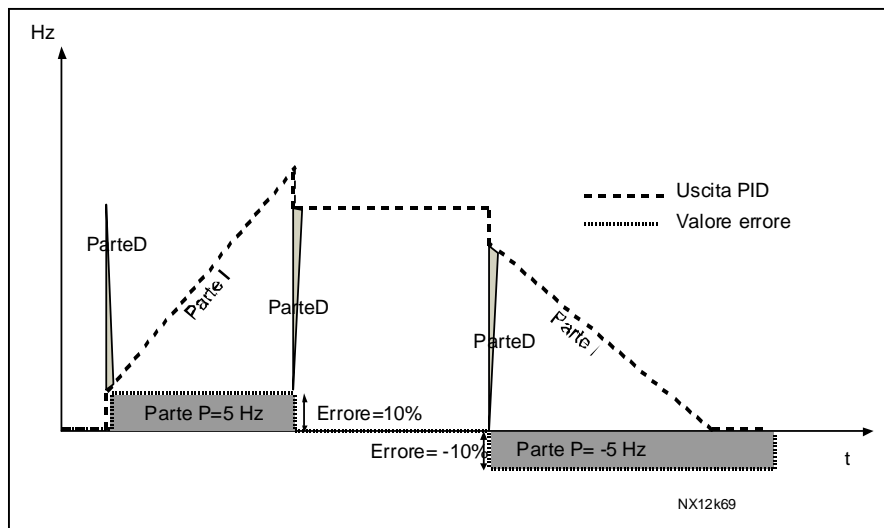 Hz
Uscita PID
Valore errore
ParteD
Parte I
ParteD
ParteD
Parte I
Parte P=5 Hz
Errore=10%
Errore= -10%
Parte P= -5 Hz
t
NX12k69